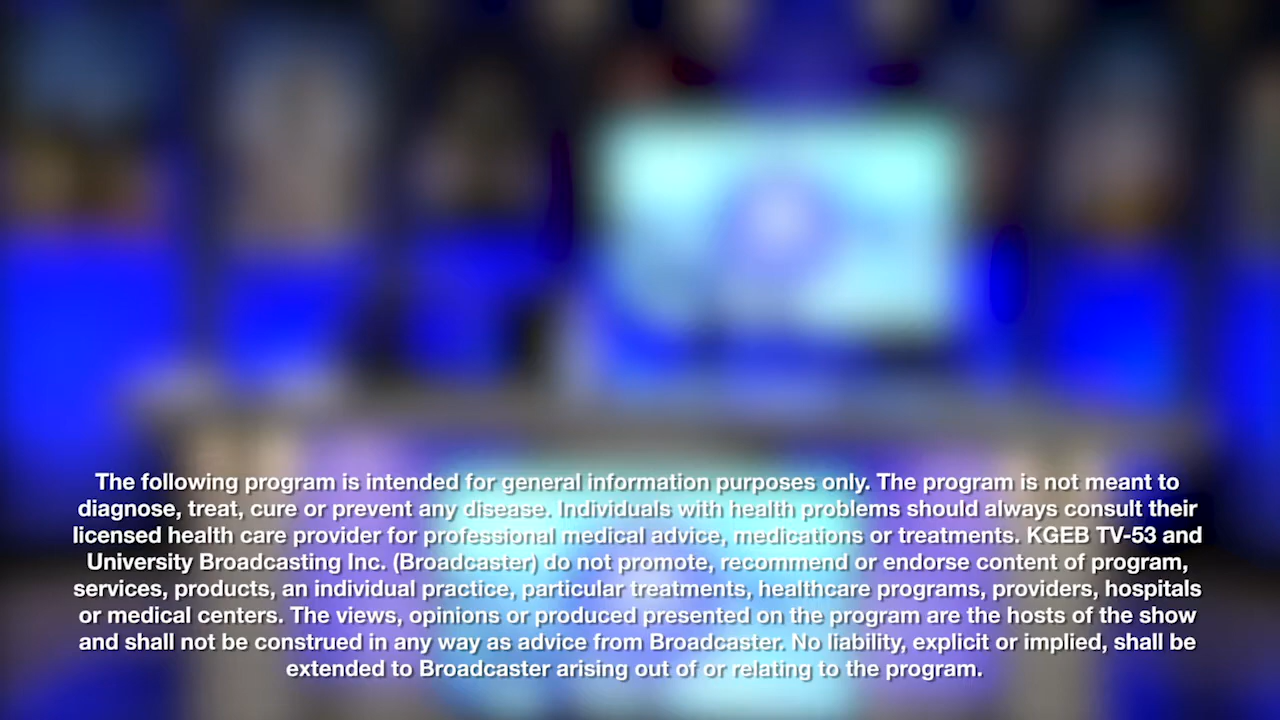 The following program is intended for general information purposes only. The program is not meant to
diagnose, treat, cure or prevent any disease. Individuals with health problems should always consult their
licensed health care provider for professional medical advice, medications or treatments. KGEB TV-53 and
University Broadcasting Inc. (Broadcaster) do not promote, recommend or endorse content of program,
services, products, an individual practice, particular treatments, healthcare programs, providers, hospitals
or medical centers. The views, opinions or produced presented on the program are the hosts of the show
and shall not be construed in any way as advice from Broadcaster. No liability, explicit or implied, shall be
extended to Broadcaster arising out of or relating to the program.